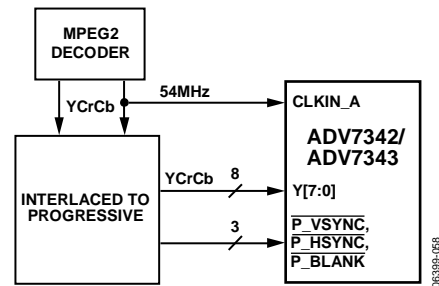 MPEG2
DECODER
YCrCb
54MHz
CLKIN_A
ADV7342/
ADV7343
INTERLACED TO
PROGRESSIVE
YCrCb
8
Y[7:0]
3
P_VSYNC,
P_HSYNC,
P_BLANK
06399-058